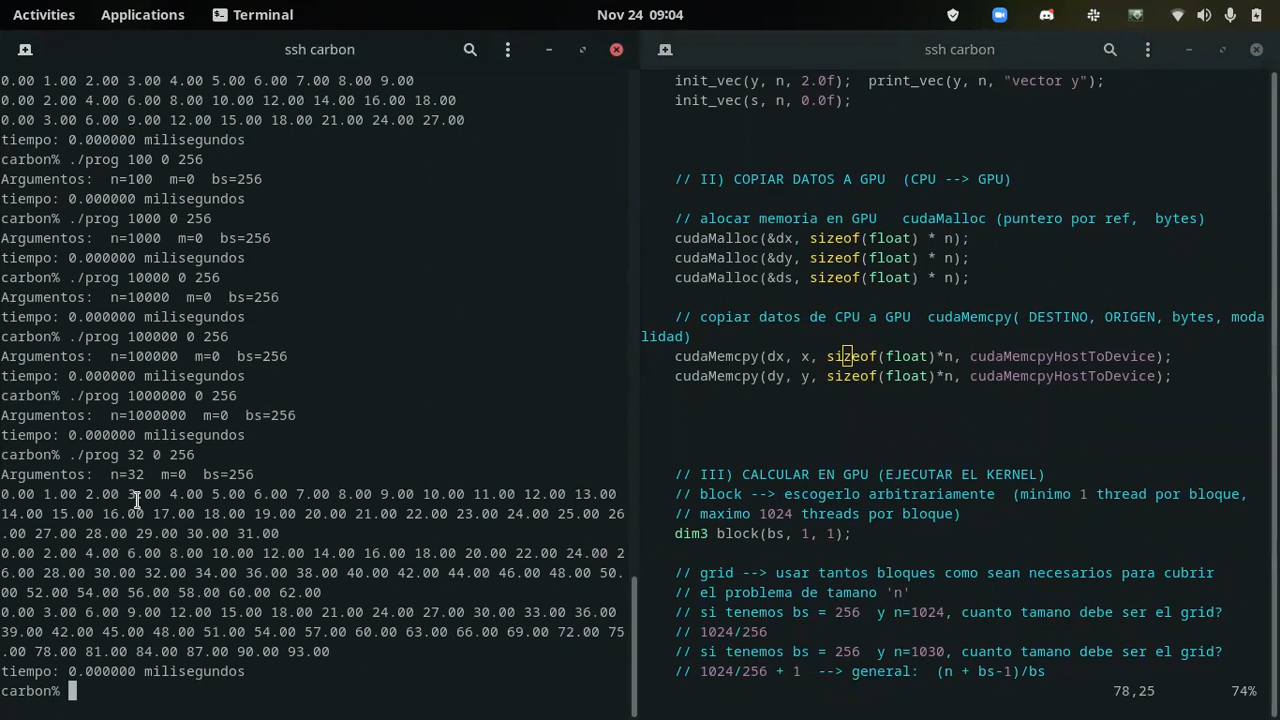 Activities Applications Terminal Nov 24 09:04
ssh carbon
0.00 1.00 2.00 3.00 4.00 5.00 6.00 7.00 8.00 9.00
0.00 2.00 4.00 6.00 8.00 10.00 12.00 14.00 16.00 18.00
0.00 3.00 6.00 9.00 12.00 15.00 18.00 21.00 24.00 27.00
tiempo: 0.000000 milisegundos
carbon% ./prog 100 0 256
Argumentos:  n=100  m=0  bs=256
tiempo: 0.000000 milisegundos
carbon% ./prog 1000 0 256
Argumentos:  n=1000  m=0  bs=256
tiempo: 0.000000 milisegundos
carbon% ./prog 10000 0 256
Argumentos:  n=10000  m=0  bs=256
tiempo: 0.000000 milisegundos
carbon% ./prog 100000 0 256
Argumentos:  n=100000  m=0  bs=256
tiempo: 0.000000 milisegundos
carbon% ./prog 1000000 0 256
Argumentos:  n=1000000  m=0  bs=256
tiempo: 0.000000 milisegundos
carbon% ./prog 32 0 256
Argumentos:  n=32  m=0  bs=256
0.00 1.00 2.00 3.00 4.00 5.00 6.00 7.00 8.00 9.00 10.00 11.00 12.00 13.00
14.00 15.00 16.00 17.00 18.00 19.00 20.00 21.00 22.00 23.00 24.00 25.00 26
.00 27.00 28.00 29.00 30.00 31.00
0.00 2.00 4.00 6.00 8.00 10.00 12.00 14.00 16.00 18.00 20.00 22.00 24.00 2
6.00 28.00 30.00 32.00 34.00 36.00 38.00 40.00 42.00 44.00 46.00 48.00 50.
00 52.00 54.00 56.00 58.00 60.00 62.00
0.00 3.00 6.00 9.00 12.00 15.00 18.00 21.00 24.00 27.00 30.00 33.00 36.00
39.00 42.00 45.00 48.00 51.00 54.00 57.00 60.00 63.00 66.00 69.00 72.00 75
.00 78.00 81.00 84.00 87.00 90.00 93.00
tiempo: 0.000000 milisegundos
carbon%
ssh carbon
init_vec(y, n, 2.0f);  print_vec(y, n, "vector y");
init_vec(s, n, 0.0f);
// II) COPIAR DATOS A GPU  (CPU --> GPU)
// alocar memoria en GPU   cudaMalloc (puntero por ref,  bytes)
cudaMalloc(&dx, sizeof(float) * n);
cudaMalloc(&dy, sizeof(float) * n);
cudaMalloc(&ds, sizeof(float) * n);
// copiar datos de CPU a GPU  cudaMemcpy( DESTINO, ORIGEN, bytes, moda
lidad)
cudaMemcpy(dx, x, sizeof(float)*n, cudaMemcpyHostToDevice);
cudaMemcpy(dy, y, sizeof(float)*n, cudaMemcpyHostToDevice);
// III) CALCULAR EN GPU (EJECUTAR EL KERNEL)
// block --> escogerlo arbitrariamente  (minimo 1 thread por bloque,
// maximo 1024 threads por bloque)
dim3 block(bs, 1, 1);
// grid --> usar tantos bloques como sean necesarios para cubrir
// el problema de tamano 'n'
// si tenemos bs = 256  y n=1024, cuanto tamano debe ser el grid?
// 1024/256
// si tenemos bs = 256  y n=1030, cuanto tamano debe ser el grid?
// 1024/256 + 1  --> general:  (n + bs-1)/bs
78,25 74%